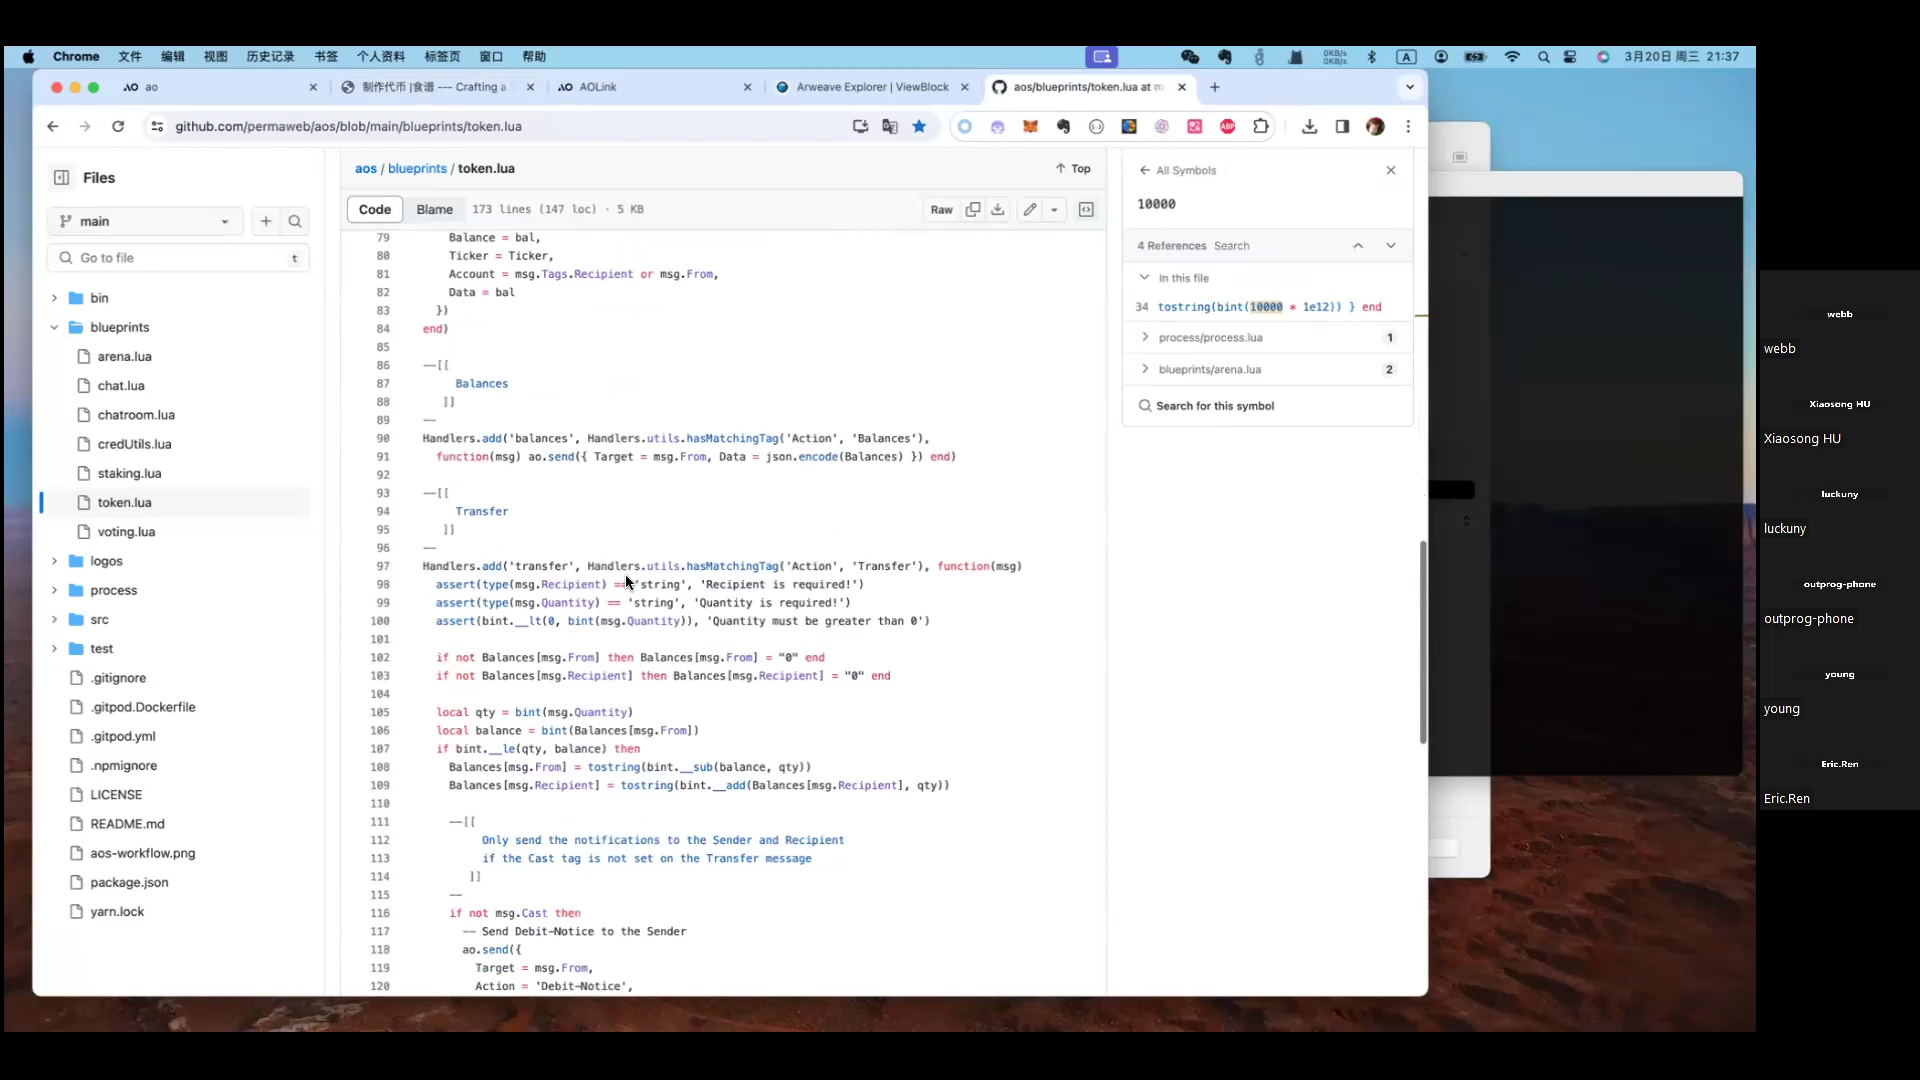 Chrome 文件 编辑 视图 历史记录 书签 个人资料 标签页 窗口 帮助 0KB/s 0KB/s A 3月20日 周三 21:37
ao 制作代币 |食谱 --- Crafting a AOLink Arweave Explorer | ViewBlock aos/blueprints/token.lua at m
github.com/permaweb/aos/blob/main/blueprints/token.lua ABP
Files
main
Go to file t
bin
blueprints
arena.lua
chat.lua
chatroom.lua
credUtils.lua
staking.lua
token.lua
voting.lua
logos
process
src
test
.gitignore
.gitpod.Dockerfile
.gitpod.yml
.npmignore
LICENSE
README.md
aos-workflow.png
package.json
yarn.lock
aos / blueprints / token.lua Top
Code Blame 173 lines (147 loc) · 5 KB Raw
79 Balance = bal,
80 Ticker = Ticker,
81 Account = msg.Tags.Recipient or msg.From,
82 Data = bal
83 })
84 end)
85
86 --[[
87 Balances
88 ]]
89 --
90 Handlers.add('balances', Handlers.utils.hasMatchingTag('Action', 'Balances'),
91 function(msg) ao.send({ Target = msg.From, Data = json.encode(Balances) }) end)
92
93 --[[
94 Transfer
95 ]]
96 --
97 Handlers.add('transfer', Handlers.utils.hasMatchingTag('Action', 'Transfer'), function(msg)
98 assert(type(msg.Recipient) == 'string', 'Recipient is required!')
99 assert(type(msg.Quantity) == 'string', 'Quantity is required!')
100 assert(bint.__lt(0, bint(msg.Quantity)), 'Quantity must be greater than 0')
101
102 if not Balances[msg.From] then Balances[msg.From] = "0" end
103 if not Balances[msg.Recipient] then Balances[msg.Recipient] = "0" end
104
105 local qty = bint(msg.Quantity)
106 local balance = bint(Balances[msg.From])
107 if bint.__le(qty, balance) then
108 Balances[msg.From] = tostring(bint.__sub(balance, qty))
109 Balances[msg.Recipient] = tostring(bint.__add(Balances[msg.Recipient], qty))
110
111 --[[
112 Only send the notifications to the Sender and Recipient
113 if the Cast tag is not set on the Transfer message
114 ]]
115 --
116 if not msg.Cast then
117 -- Send Debit-Notice to the Sender
118 ao.send({
119 Target = msg.From,
120 Action = 'Debit-Notice',
All Symbols
10000
4 References Search
In this file
34 tostring(bint(10000 * 1e12)) } end
process/process.lua 1
blueprints/arena.lua 2
Search for this symbol
webb
webb
Xiaosong HU
Xiaosong HU
luckuny
luckuny
outprog-phone
outprog-phone
young
young
Eric.Ren
Eric.Ren